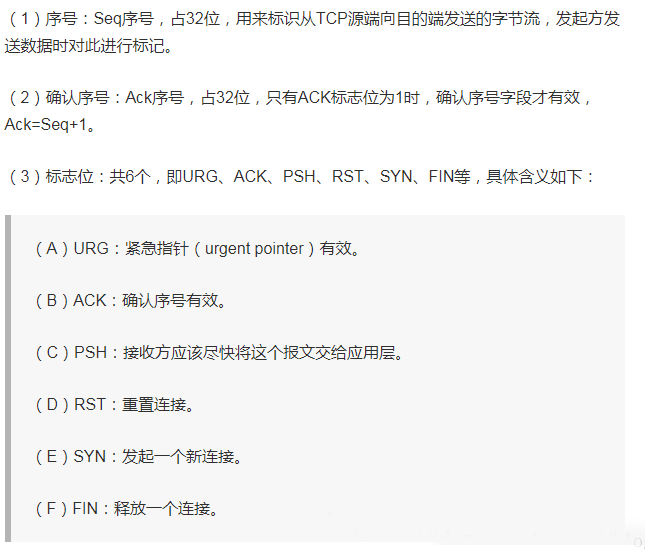 （1）序号：Seq序号，占32位，用来标识从TCP源端向目的端发送的字节流，发起方发
送数据时对此进行标记。
（2）确认序号：Ack序号，占32位，只有ACK标志位为1时，确认序号字段才有效，
Ack=Seq+1。
（3）标志位：共6个，即URG、ACK、PSH、RST、SYN、FIN等，具体含义如下：
（A）URG：紧急指针（urgent pointer）有效。
（B）ACK：确认序号有效。
（C）PSH：接收方应该尽快将这个报文交给应用层。
（D）RST：重置连接。
（E）SYN：发起一个新连接。
（F）FIN：释放一个连接。